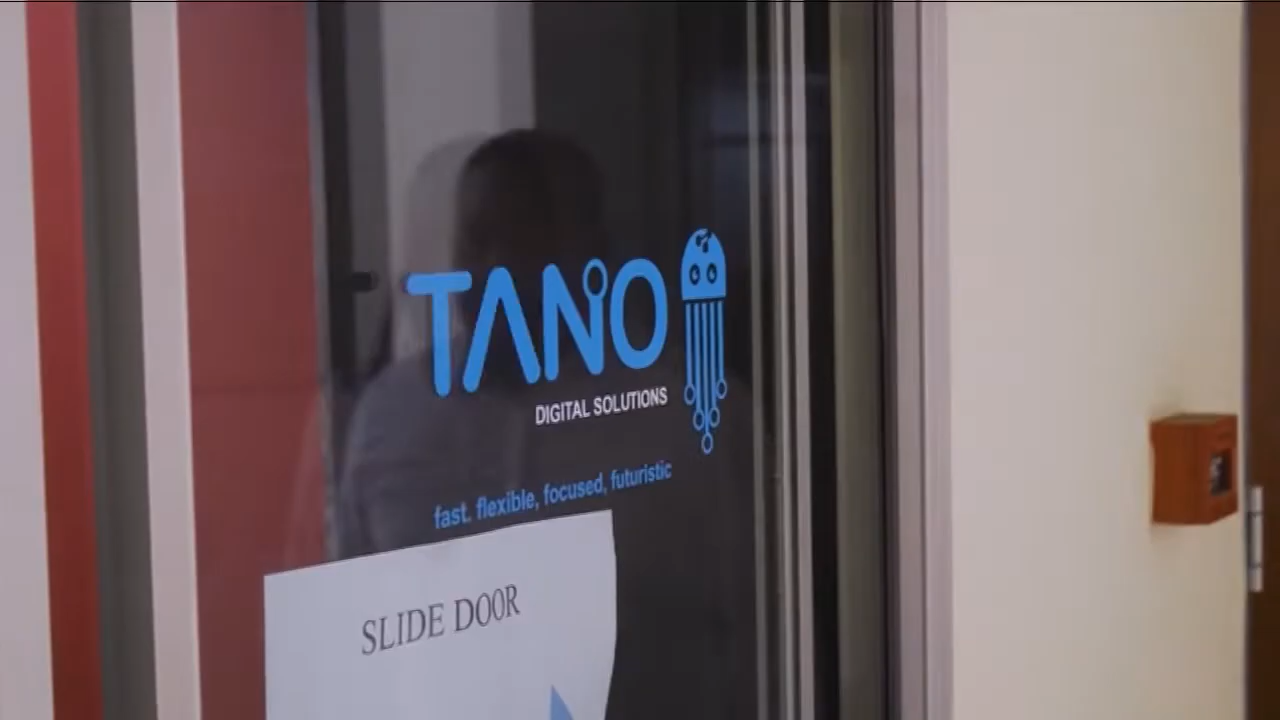 TANO
DIGITAL SOLUTIONS
fast. flexible, focused, futuristic
SLIDE DOOR